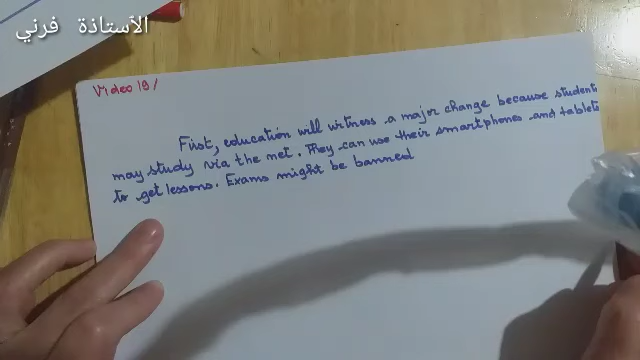 الأستاذة فرني
Video 19/
First, education will witness a major change because students
may study via the net. They can use their smartphones and tablets
to get lessons. Exams might be banned